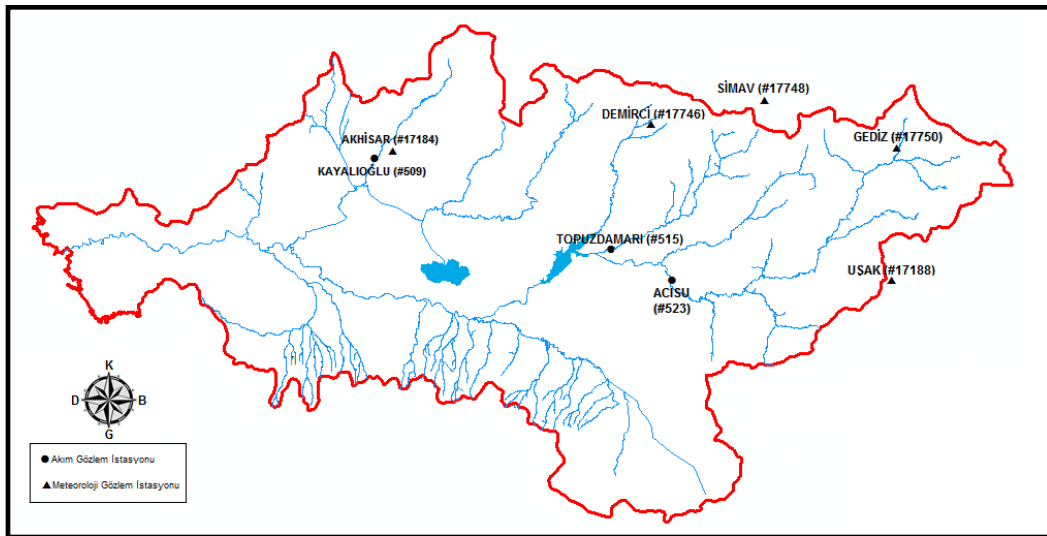 SİMAV (#17748)
DEMİRCİ (#17746)
GEDİZ (#17750)
AKHİSAR (#17184)
KAYALIOĞLU (#509)
TOPUZDAMARI (#515)
UŞAK (#17188)
ACISU
(#523)
K
D B
G
Akım Gözlem İstasyonu
Meteoroloji Gözlem İstasyonu